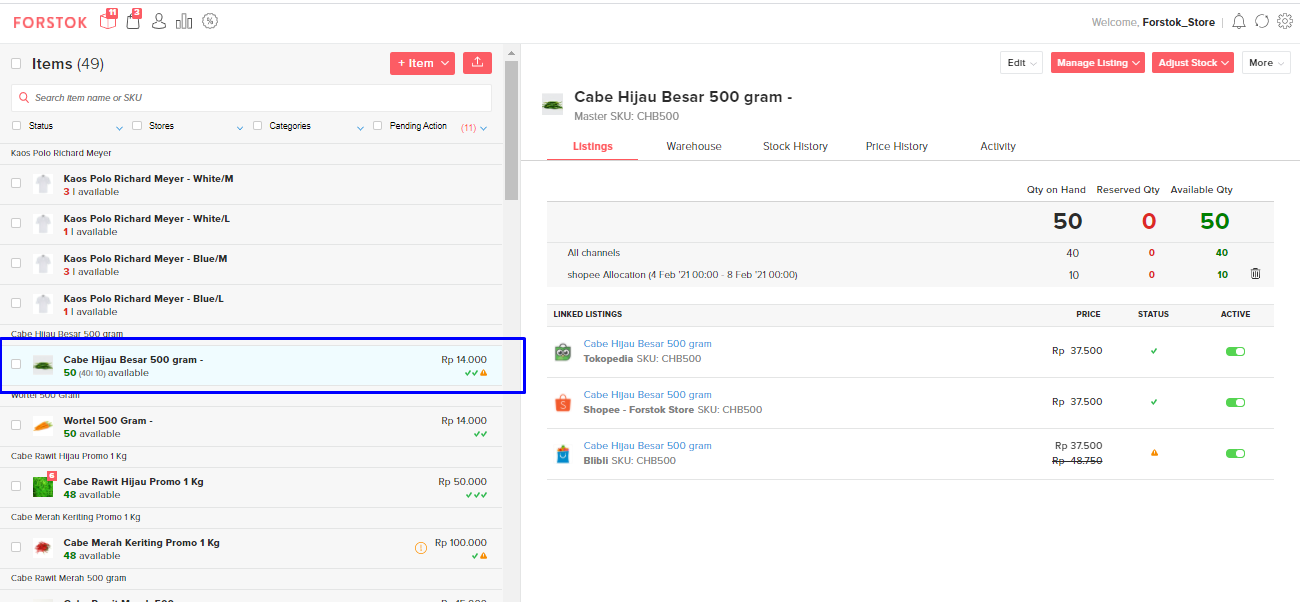 FORSTOK 11 3 Welcome, Forstok_Store
Items (49) + Item
Search item name or SKU
Status Stores Categories Pending Action (11)
Kaos Polo Richard Meyer
Kaos Polo Richard Meyer - White/M
3 | available
Kaos Polo Richard Meyer - White/L
1 | available
Kaos Polo Richard Meyer - Blue/M
3 | available
Kaos Polo Richard Meyer - Blue/L
1 | available
Cabe Hijau Besar 500 gram
Cabe Hijau Besar 500 gram - Rp 14.000
50 (40: 10) available
Wortel 500 Gram
Wortel 500 Gram - Rp 14.000
50 available
Cabe Rawit Hijau Promo 1 Kg
6
Cabe Rawit Hijau Promo 1 Kg Rp 50.000
48 available
Cabe Merah Keriting Promo 1 Kg
Cabe Merah Keriting Promo 1 Kg Rp 100.000
48 available
Cabe Rawit Merah 500 gram
Edit Manage Listing Adjust Stock More
Cabe Hijau Besar 500 gram -
Master SKU: CHB500
Listings Warehouse Stock History Price History Activity
Qty on Hand Reserved Qty Available Qty
50 0 50
All channels 40 0 40
shopee Allocation (4 Feb '21 00:00 - 8 Feb '21 00:00) 10 0 10
LINKED LISTINGS PRICE STATUS ACTIVE
Cabe Hijau Besar 500 gram
Tokopedia SKU: CHB500 Rp 37.500
Cabe Hijau Besar 500 gram
Shopee - Forstok Store SKU: CHB500 Rp 37.500
Cabe Hijau Besar 500 gram Rp 37.500
Blibli SKU: CHB500 Rp 48.750